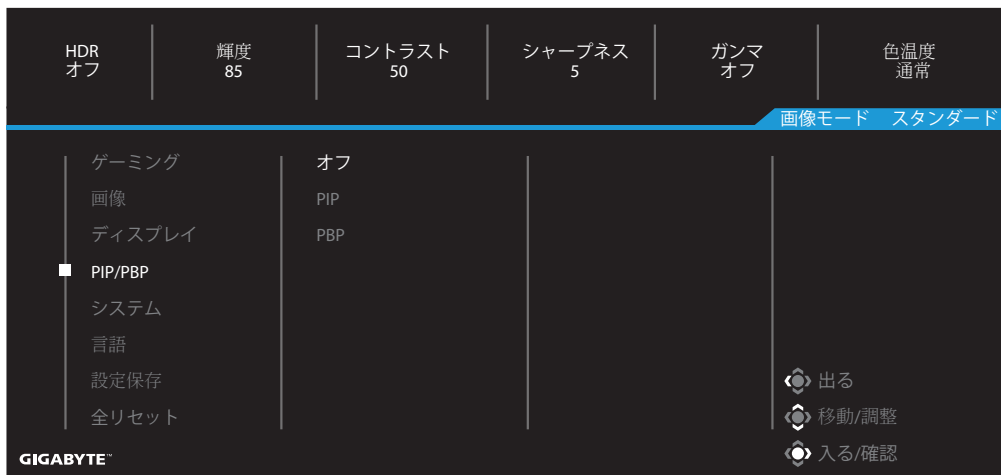 HDR
オフ
輝度
85
コントラスト
50
シャープネス
5
ガンマ
オフ
色温度
通常
画像モード スタンダード
ゲーミング
画像
ディスプレイ
PIP/PBP
システム
言語
設定保存
全リセット
オフ
PIP
PBP
出る
移動/調整
入る/確認
GIGABYTE™